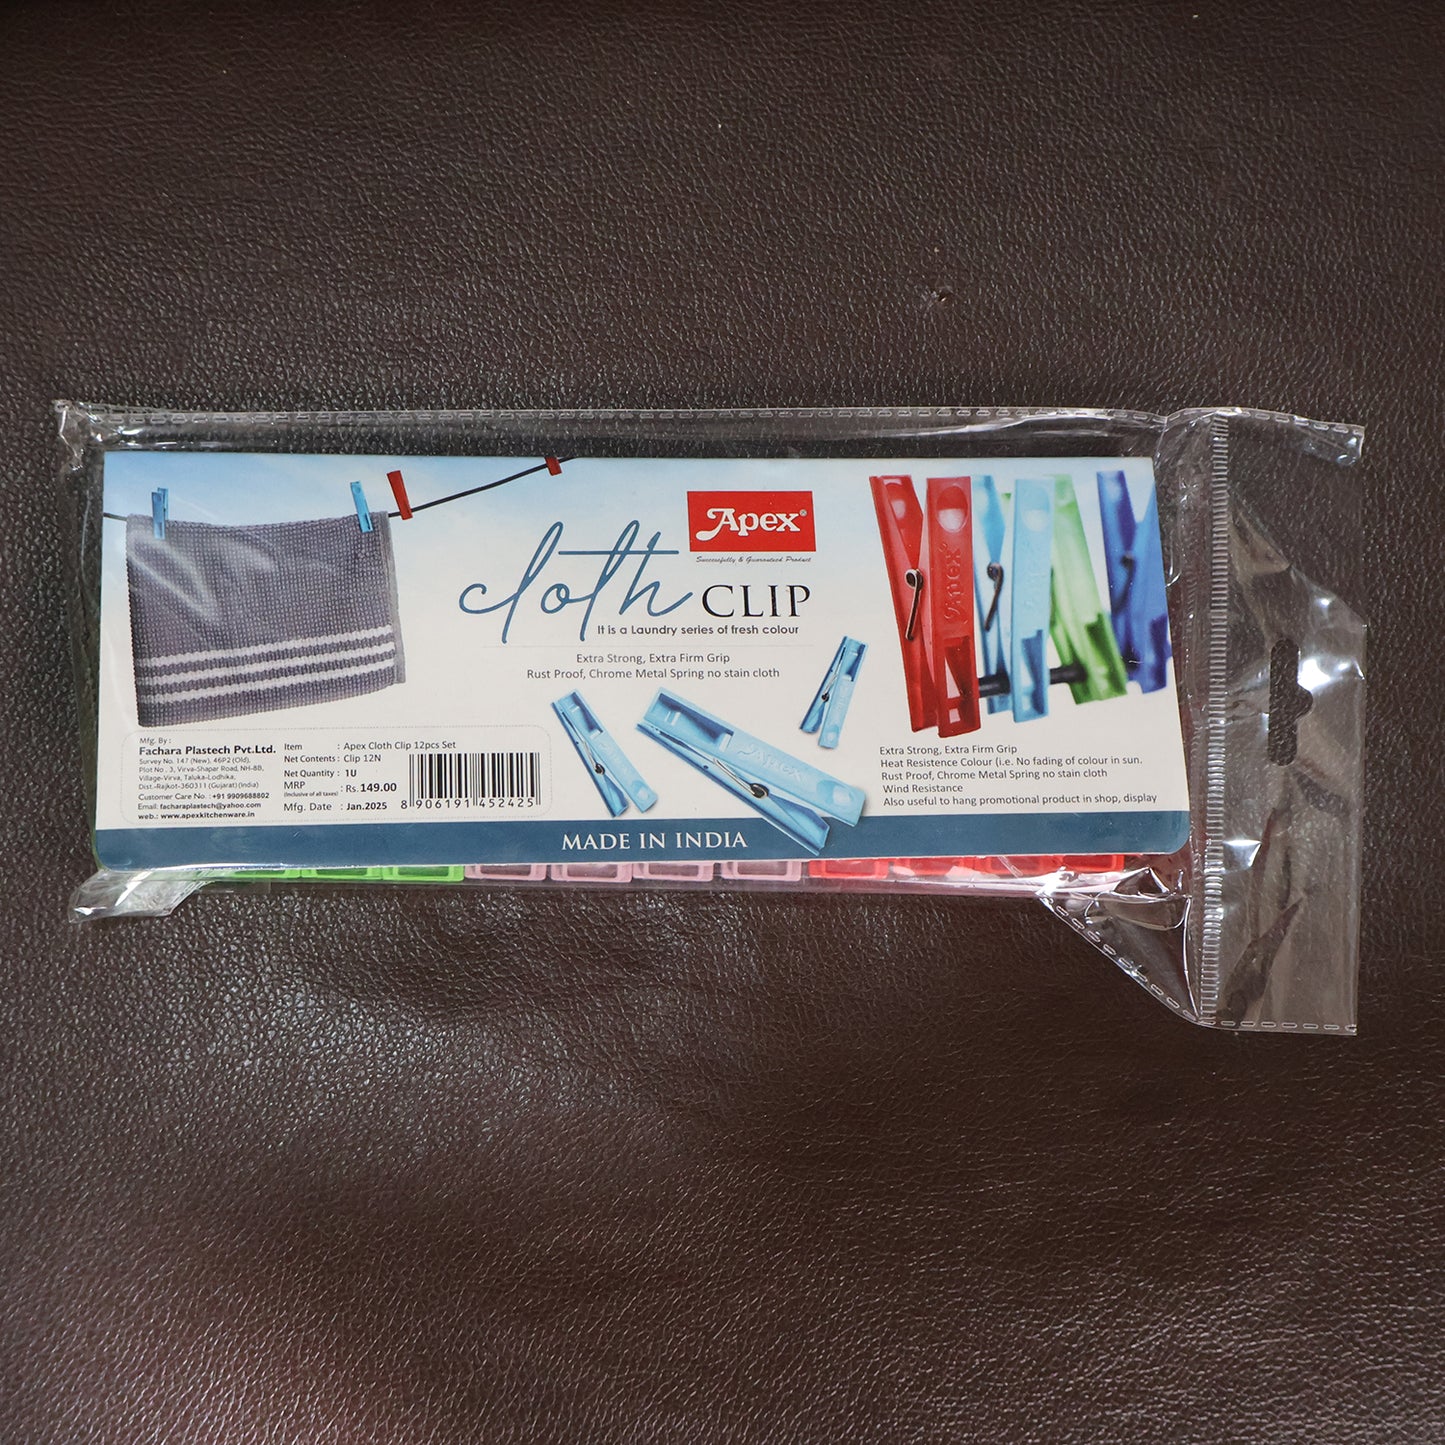 Apex®
Successfully & Guaranteed Product
cloth CLIP
It is a Laundry series of fresh colour
Extra Strong, Extra Firm Grip
Rust Proof, Chrome Metal Spring no stain cloth
Apex
Apex
Extra Strong, Extra Firm Grip
Heat Resistence Colour (i.e. No fading of colour in sun.
Rust Proof, Chrome Metal Spring no stain cloth
Wind Resistance
Also useful to hang promotional product in shop, display
Mfg. By :
Fachara Plastech Pvt.Ltd.
Survey No. 147 (New), 46P2 (Old),
Plot No . 3, Virva-Shapar Road, NH-8B,
Village-Virva, Taluka-Lodhika,
Dist.-Rajkot-360311 (Gujarat) (India)
Customer Care No. : +91 9909688802
Email: facharaplastech@yahoo.com
web.: www.apexkitchenware.in
Item : Apex Cloth Clip 12pcs Set
Net Contents : Clip 12N
Net Quantity : 1U
MRP : Rs. 149.00
(Inclusive of all taxes)
Mfg. Date : Jan.2025
8 906191 452425
MADE IN INDIA